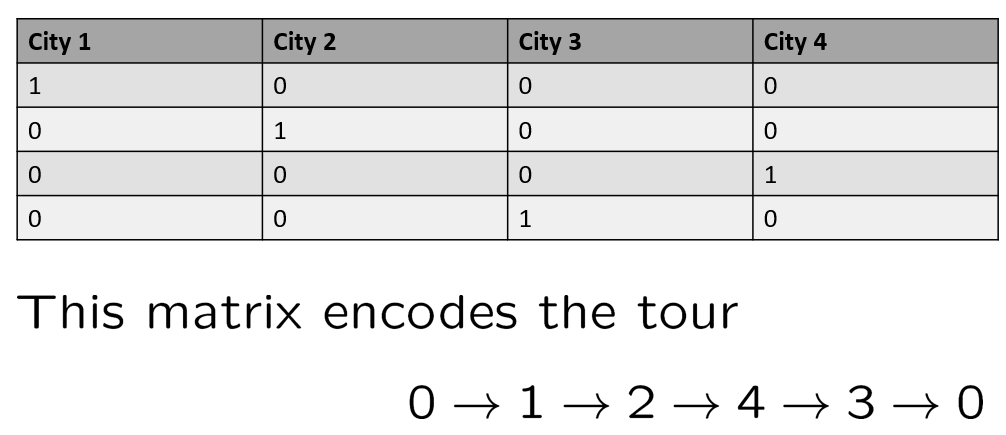 City 1 City 2 City 3 City 4
1 0 0 0
0 1 0 0
0 0 0 1
0 0 1 0
This matrix encodes the tour
0 → 1 → 2 → 4 → 3 → 0